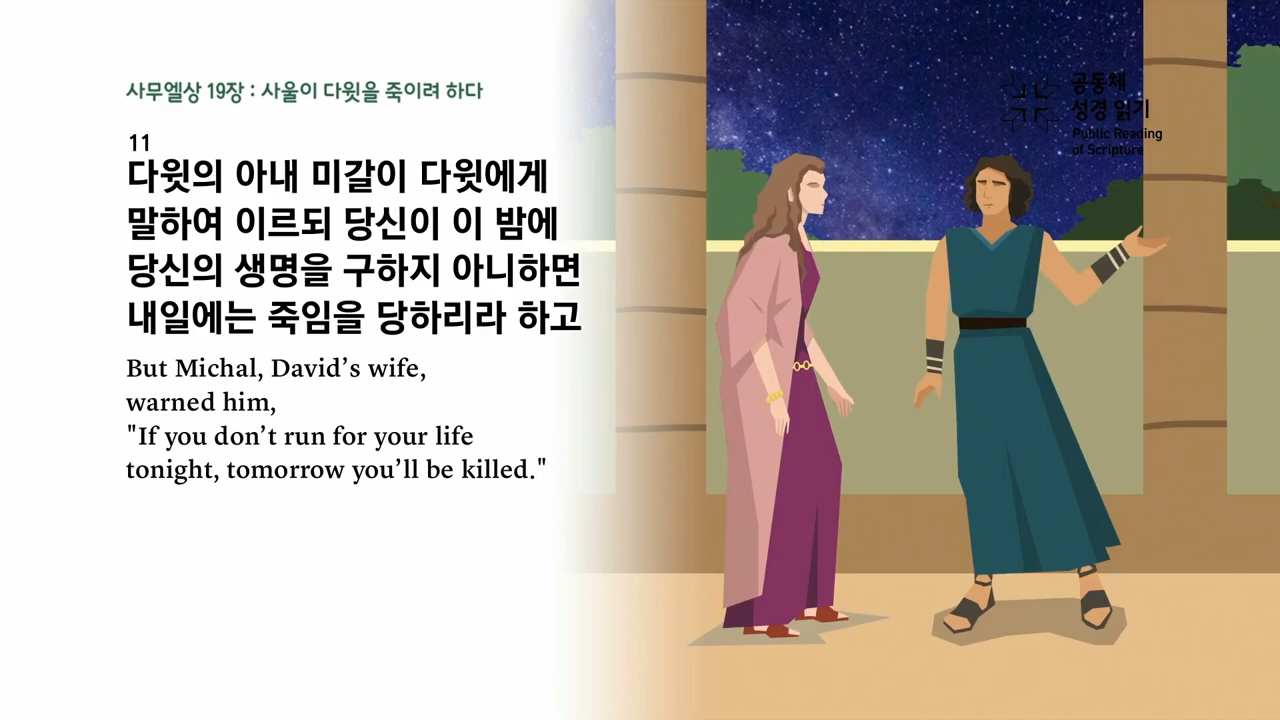 사무엘상 19장 : 사울이 다윗을 죽이려 하다
11
다윗의 아내 미갈이 다윗에게
말하여 이르되 당신이 이 밤에
당신의 생명을 구하지 아니하면
내일에는 죽임을 당하리라 하고
But Michal, David’s wife,
warned him,
"If you don’t run for your life
tonight, tomorrow you’ll be killed."
공동체
성경 읽기
Public Reading
of Scripture